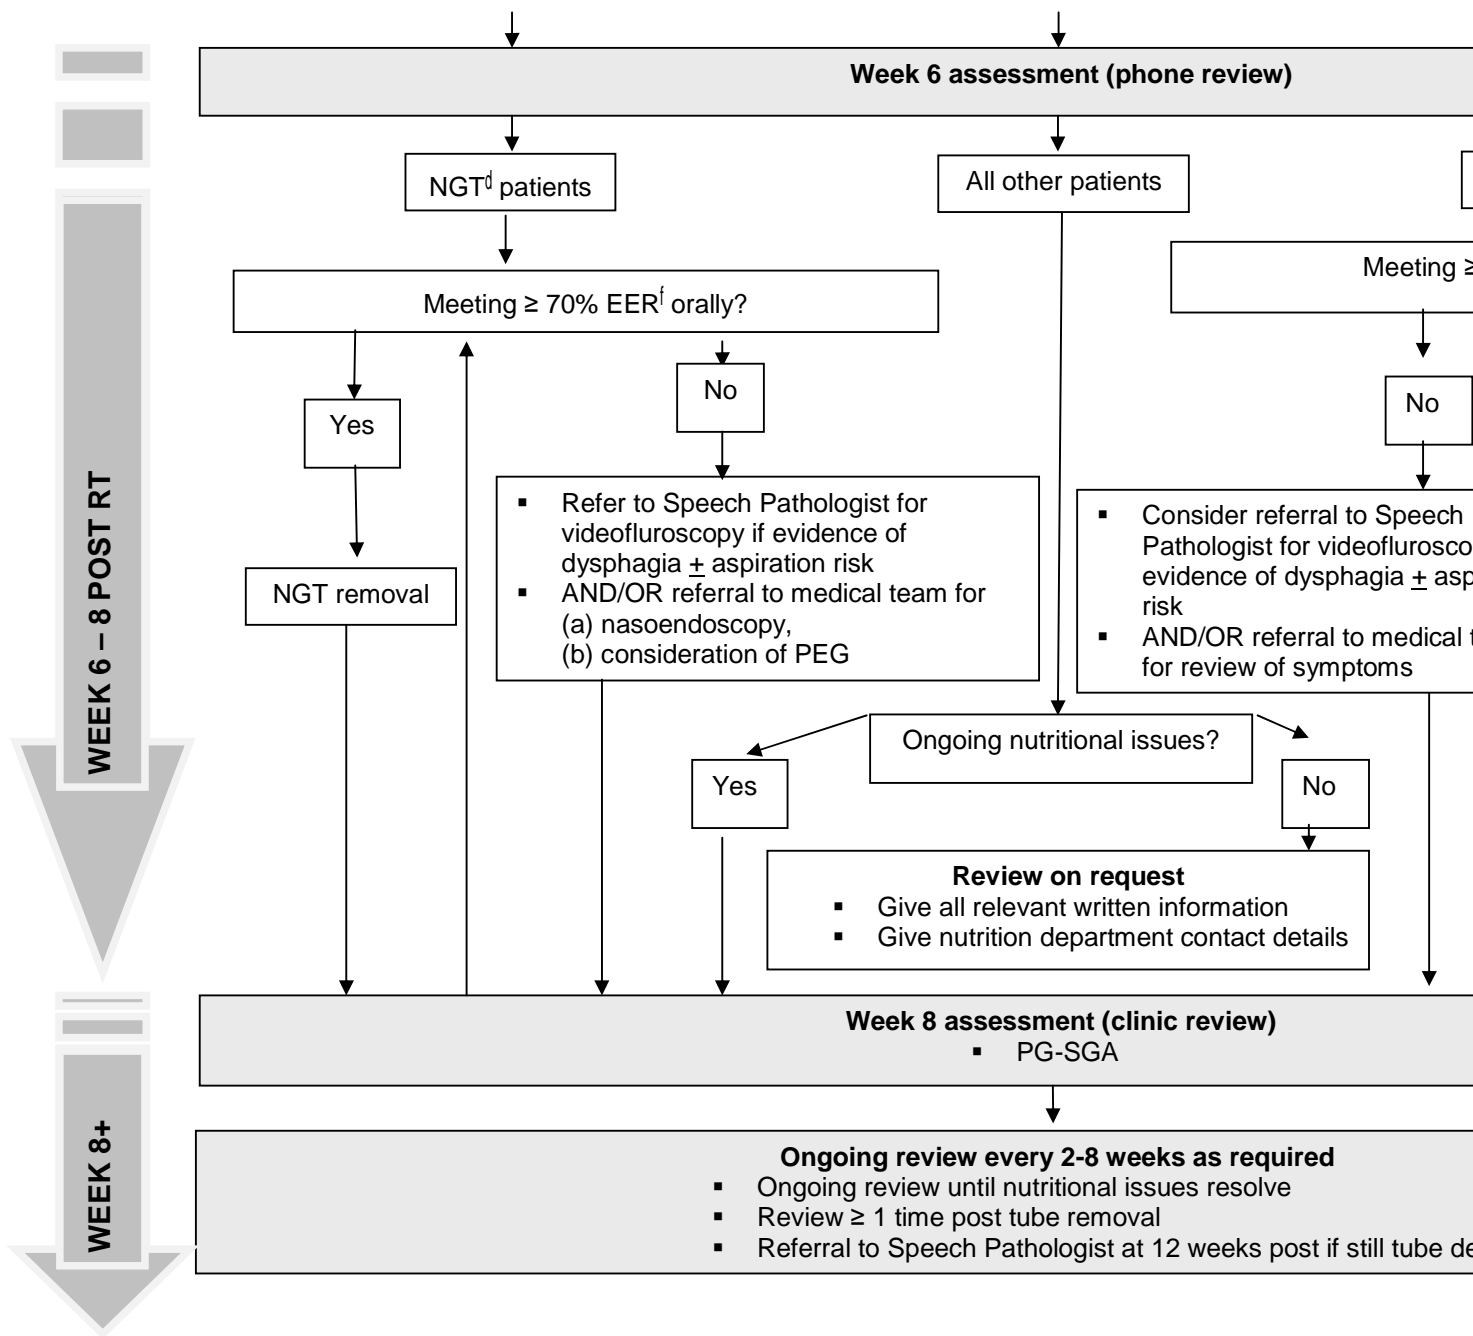 Week 6 assessment (phone review)
NGTᵈ patients
All other patients
Meeting ≥ 70% EERᶠ orally?
Meeting ≥
Yes
No
No
NGT removal
▪ Refer to Speech Pathologist for
videofluroscopy if evidence of
dysphagia ± aspiration risk
▪ AND/OR referral to medical team for
(a) nasoendoscopy,
(b) consideration of PEG
▪ Consider referral to Speech
Pathologist for videoflurosco
evidence of dysphagia ± asp
risk
▪ AND/OR referral to medical t
for review of symptoms
WEEK 6 – 8 POST RT
Ongoing nutritional issues?
Yes
No
Review on request
▪ Give all relevant written information
▪ Give nutrition department contact details
Week 8 assessment (clinic review)
▪ PG-SGA
WEEK 8+
Ongoing review every 2-8 weeks as required
▪ Ongoing review until nutritional issues resolve
▪ Review ≥ 1 time post tube removal
▪ Referral to Speech Pathologist at 12 weeks post if still tube de